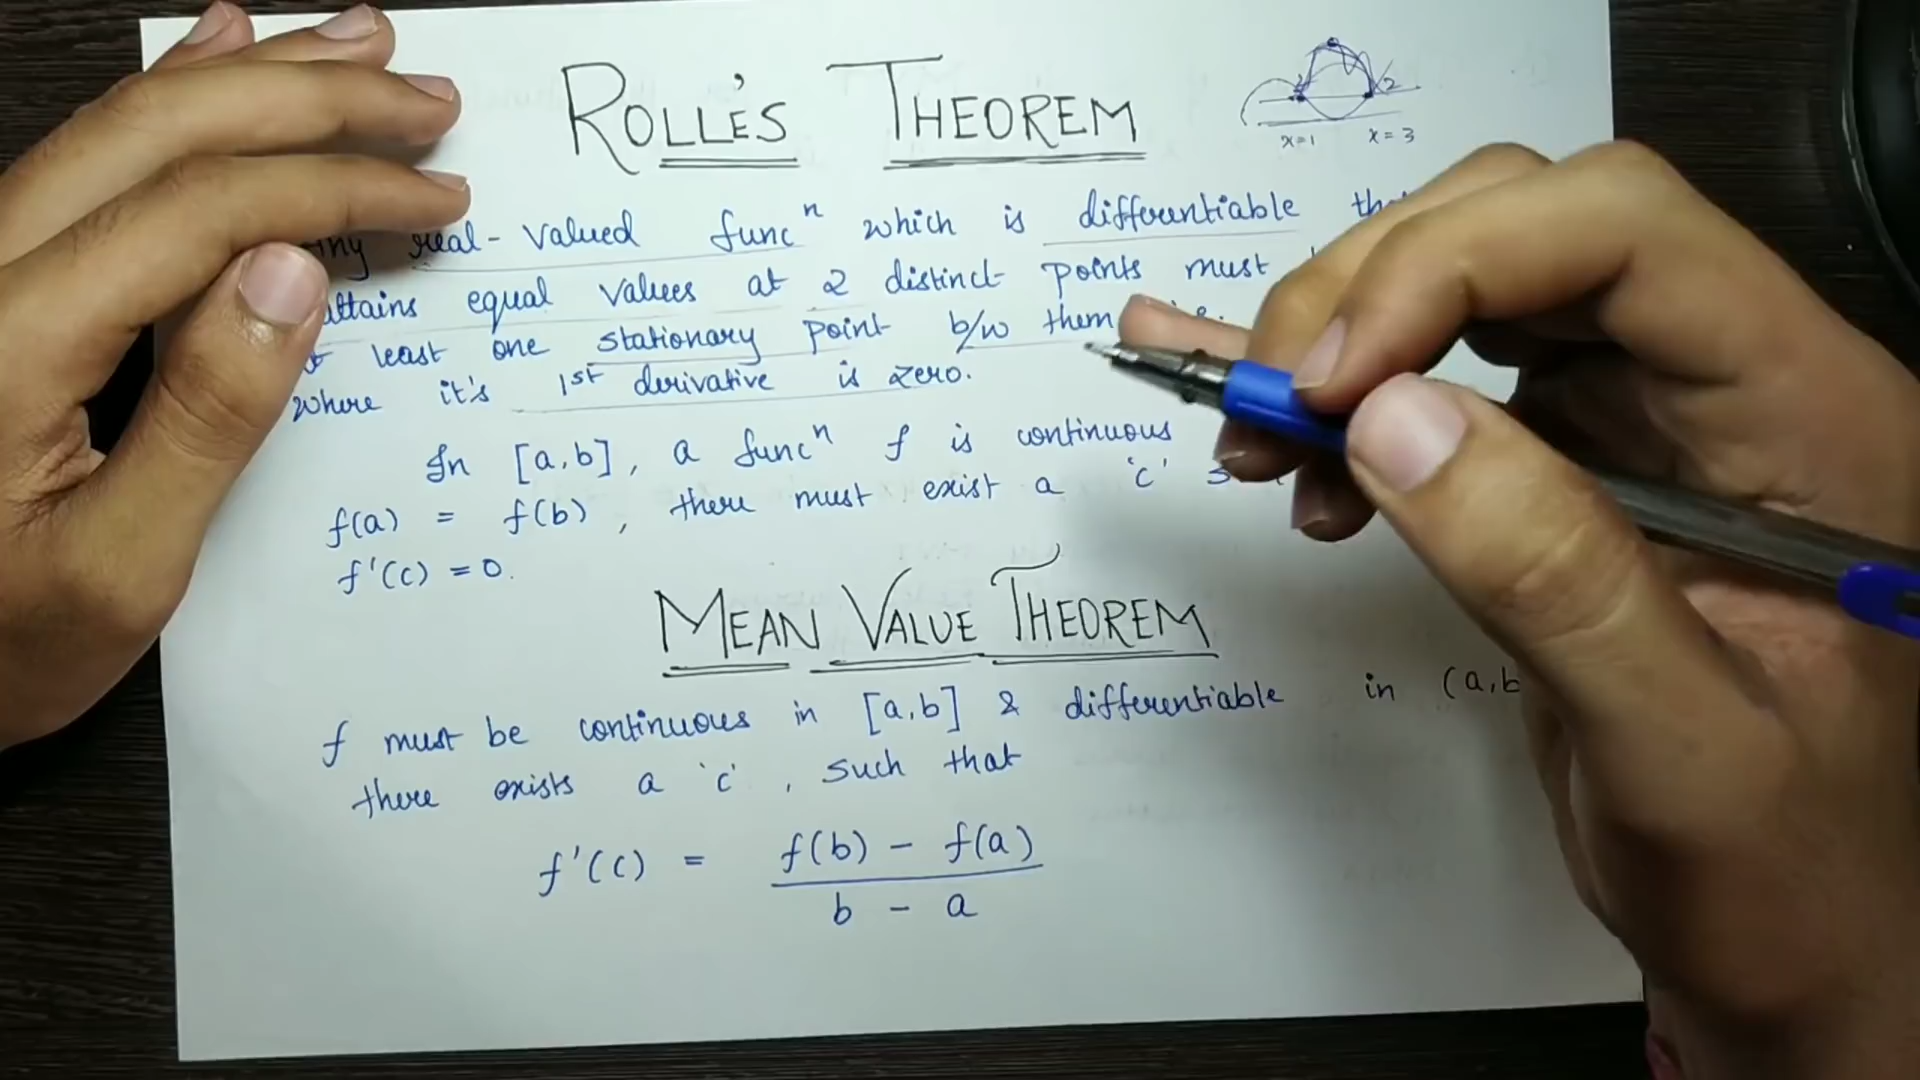 ROLLE'S THEOREM
2
x=1 x=3
real-valued funcⁿ which is differentiable
attains equal values at 2 distinct points must
least one stationary point b/w them
where it's 1st derivative is zero.
In [a,b], a funcⁿ f is continuous
f(a) = f(b), there must exist a 'c'
f'(c) = 0.
MEAN VALUE THEOREM
f must be continuous in [a,b] & differentiable in (a,b
there exists a 'c', such that
f'(c) = f(b) - f(a)
b - a